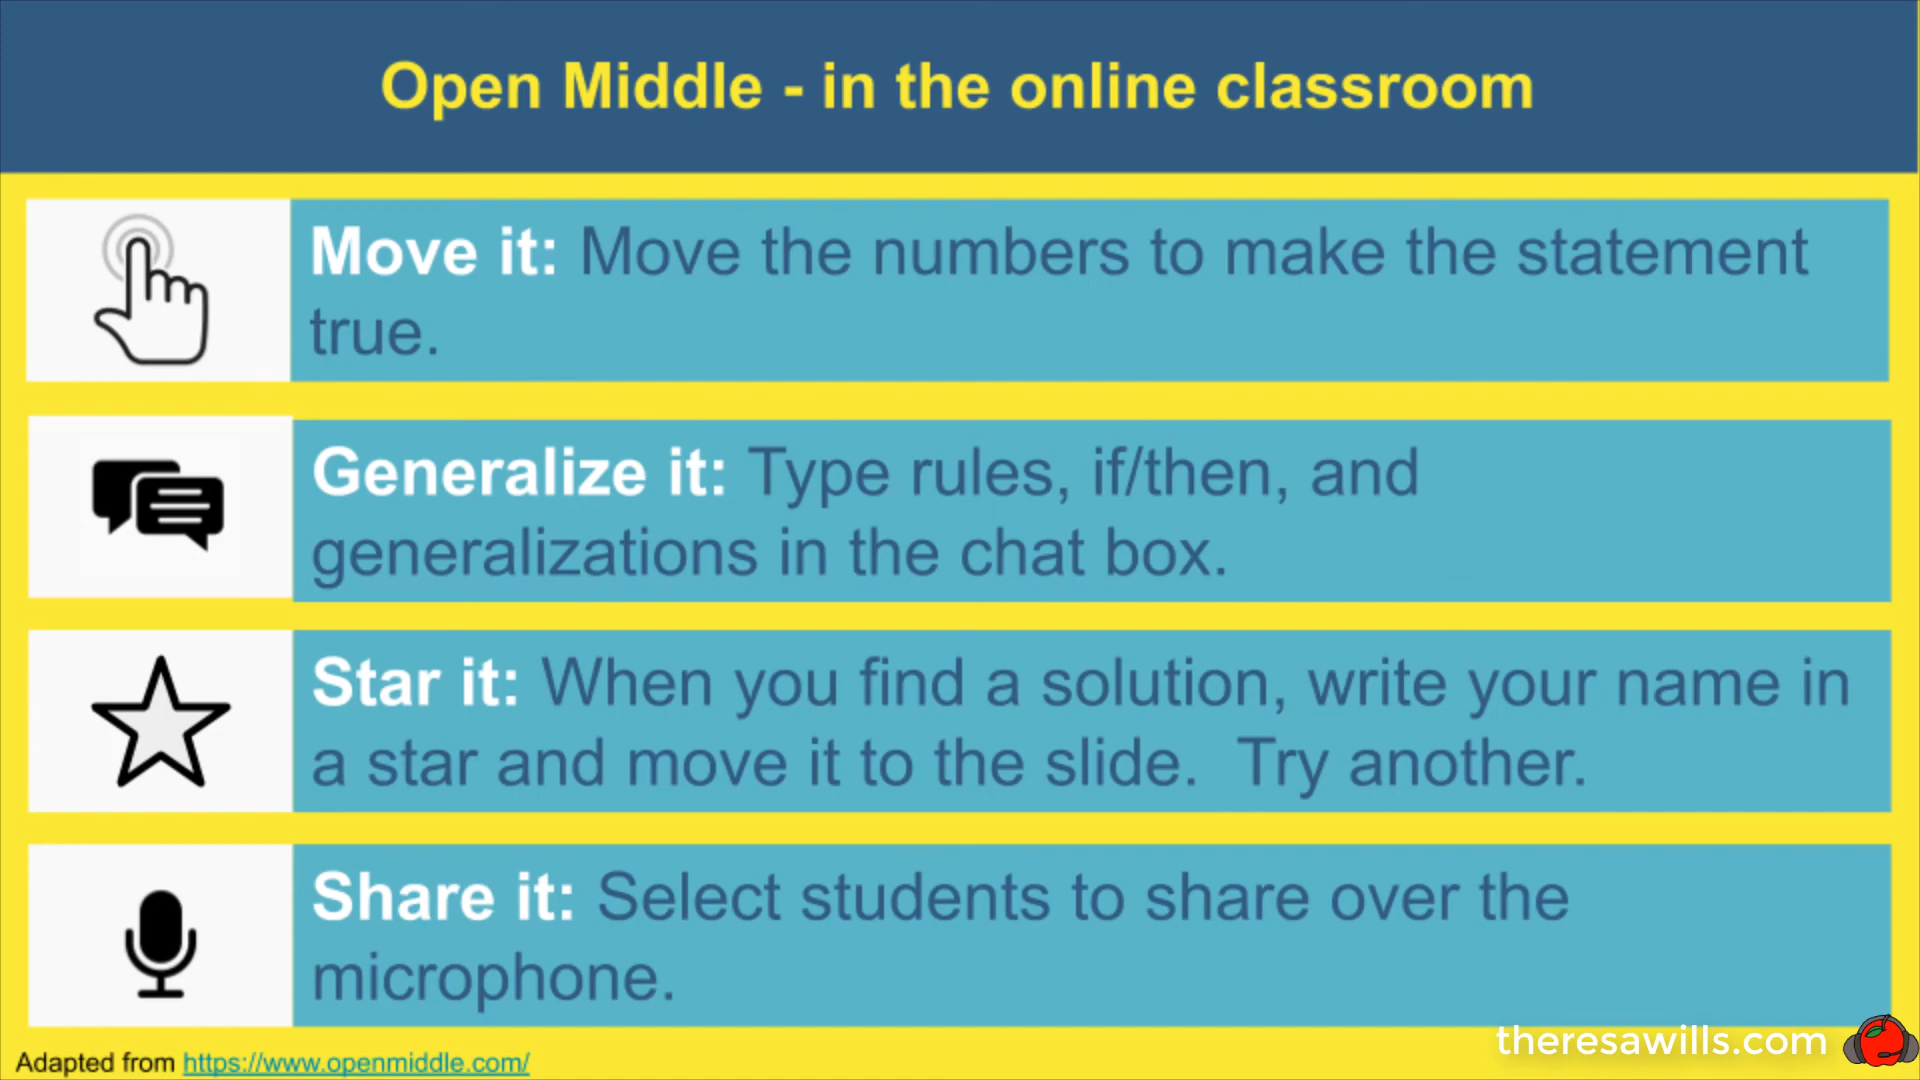 Open Middle - in the online classroom
Move it: Move the numbers to make the statement
true.
Generalize it: Type rules, if/then, and
generalizations in the chat box.
Star it: When you find a solution, write your name in
a star and move it to the slide.  Try another.
Share it: Select students to share over the
microphone.
theresawills.com
Adapted from https://www.openmiddle.com/